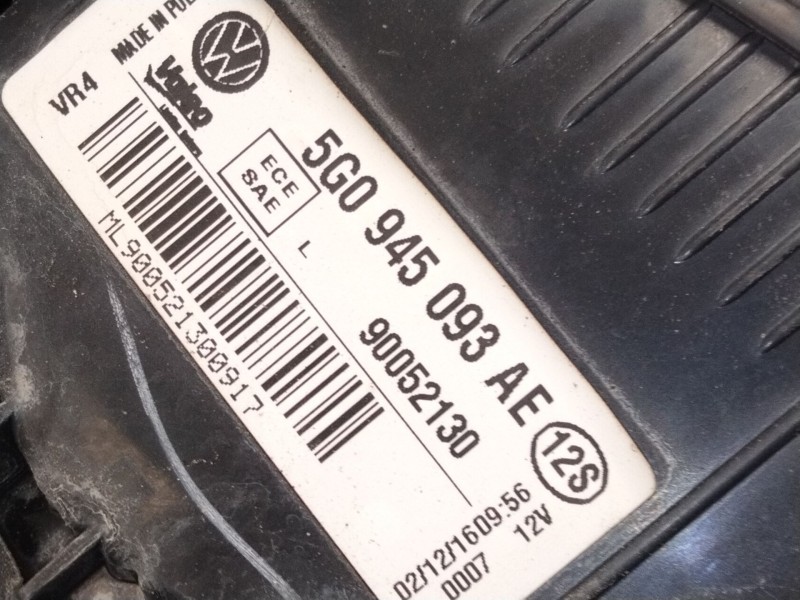 MADE IN
VR4
Valeo
ECE
SAE
L
5G0 945 093 AE
90052130
12S
ML900521300917
02/12/16 09:56
0007
12V